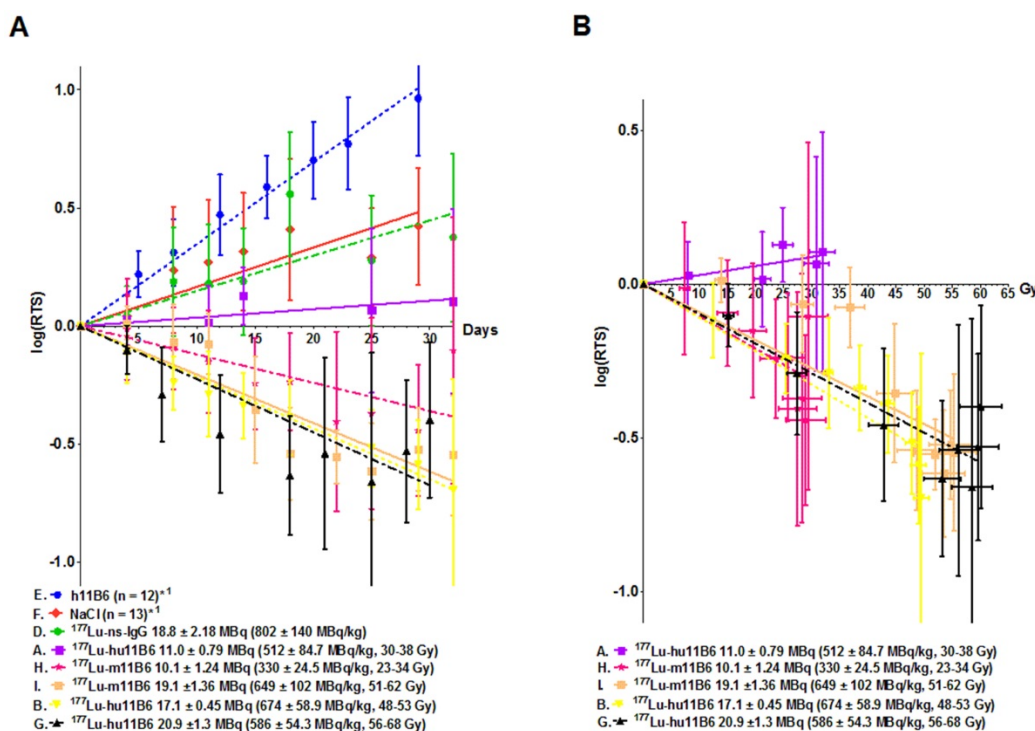 A
B
1.0
0.5
0.0
-0.5
-1.0
log(RTS)
5 10 15 20 25 30
Days
E. h11B6 (n = 12)*1
F. NaCl (n = 13)*1
D. 177Lu-ns-IgG 18.8 ± 2.18 MBq (802 ± 140 MBq/kg)
A. 177Lu-hu11B6 11.0 ± 0.79 MBq (512 ± 84.7 MBq/kg, 30-38 Gy)
H. 177Lu-m11B6 10.1 ± 1.24 MBq (330 ± 24.5 MBq/kg, 23-34 Gy)
I. 177Lu-m11B6 19.1 ±1.36 MBq (649 ± 102 MBq/kg, 51-62 Gy)
B. 177Lu-hu11B6 17.1 ± 0.45 MBq (674 ± 58.9 MBq/kg, 48-53 Gy)
G. 177Lu-hu11B6 20.9 ±1.3 MBq (586 ± 54.3 MBq/kg, 56-68 Gy)
0.5
0.0
-0.5
-1.0
log(RTS)
5 10 15 20 25 30 35 40 45 50 55 60 65
Gy
A. 177Lu-hu11B6 11.0 ± 0.79 MBq (512 ± 84.7 MBq/kg, 30-38 Gy)
H. 177Lu-m11B6 10.1 ± 1.24 MBq (330 ± 24.5 MBq/kg, 23-34 Gy)
I. 177Lu-m11B6 19.1 ±1.36 MBq (649 ± 102 MBq/kg, 51-62 Gy)
B. 177Lu-hu11B6 17.1 ± 0.45 MBq (674 ± 58.9 MBq/kg, 48-53 Gy)
G. 177Lu-hu11B6 20.9 ±1.3 MBq (586 ± 54.3 MBq/kg, 56-68 Gy)